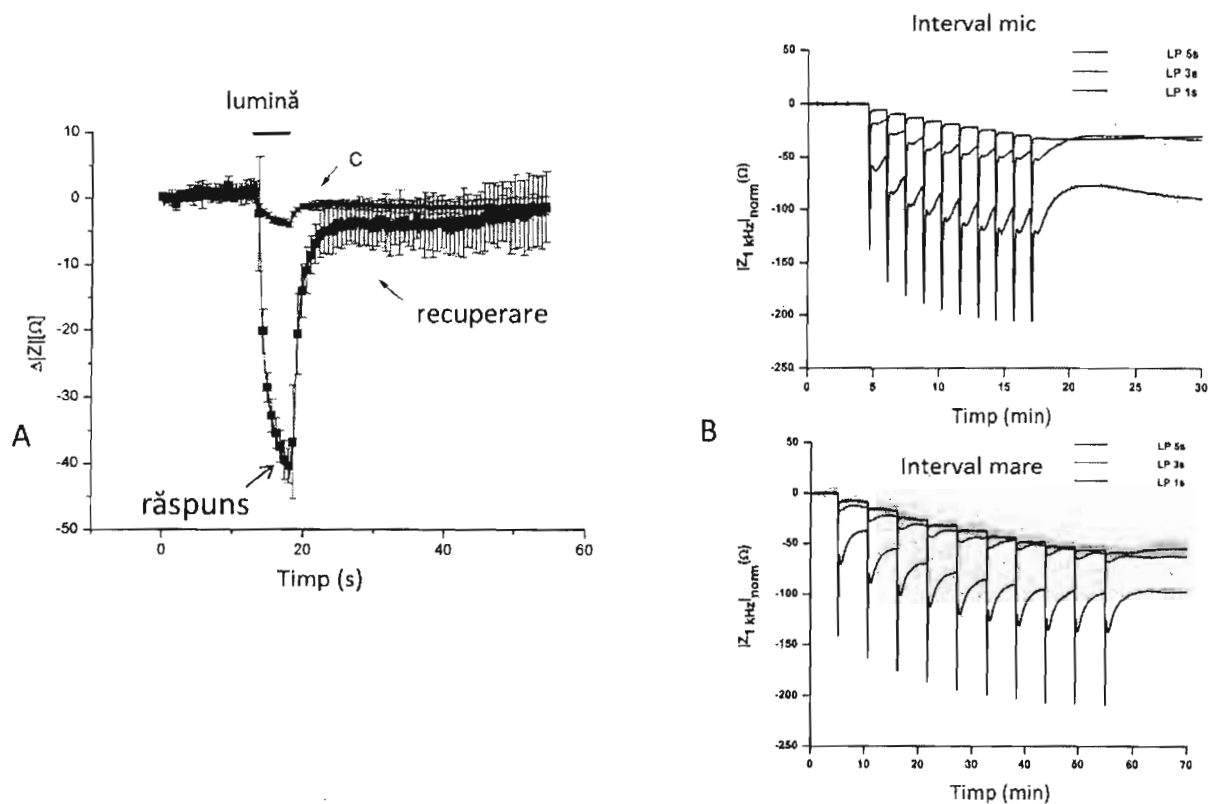 lumină
C
recuperare
răspuns
10
0
-10
-20
-30
-40
-50
Δ|Z|[Ω]
0
20
40
60
Timp (s)
A
Interval mic
LP 5s
LP 3s
LP 1s
50
0
-50
-100
-150
-200
-250
|Z1 kHz|norm(Ω)
0
5
10
15
20
25
30
Timp (min)
B
Interval mare
LP 5s
LP 3s
LP 1s
50
0
-50
-100
-150
-200
-250
|Z1 kHz|norm(Ω)
0
10
20
30
40
50
60
70
Timp (min)